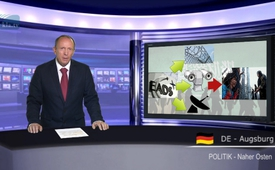 EADS
DE - Augsburg
POLITIK - Naher Osten